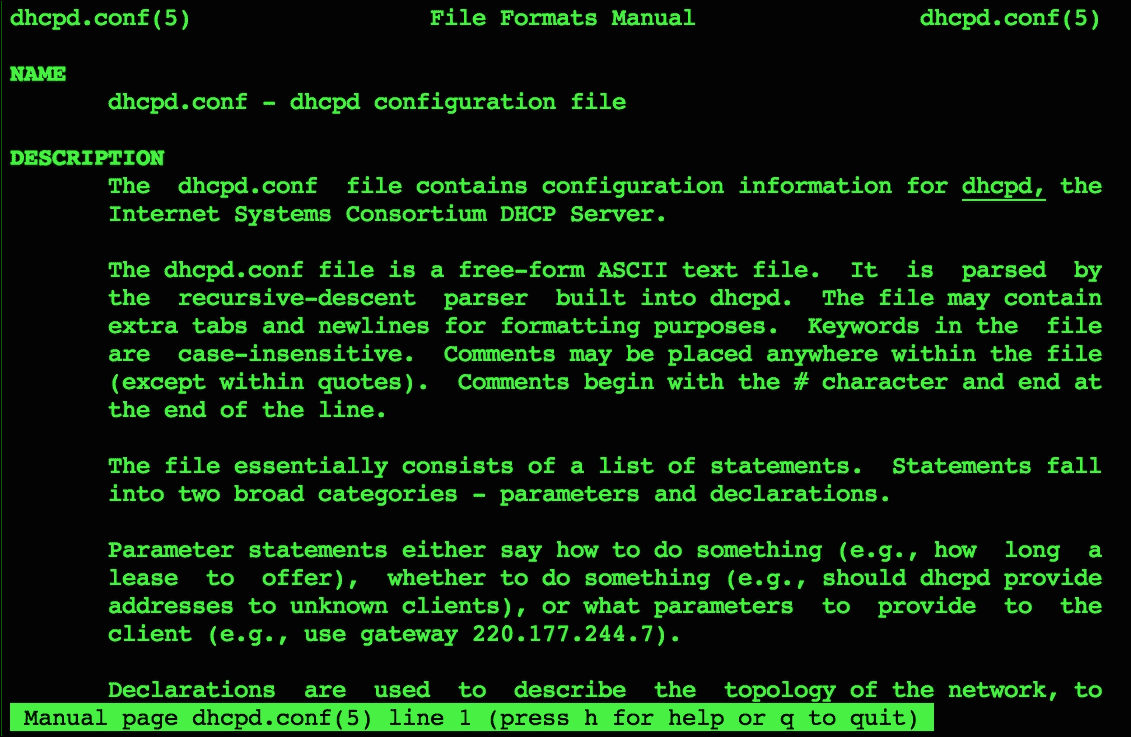 dhcpd.conf(5) File Formats Manual dhcpd.conf(5)
NAME
dhcpd.conf - dhcpd configuration file
DESCRIPTION
The dhcpd.conf file contains configuration information for dhcpd, the
Internet Systems Consortium DHCP Server.
The dhcpd.conf file is a free-form ASCII text file. It is parsed by
the recursive-descent parser built into dhcpd. The file may contain
extra tabs and newlines for formatting purposes. Keywords in the file
are case-insensitive. Comments may be placed anywhere within the file
(except within quotes). Comments begin with the # character and end at
the end of the line.
The file essentially consists of a list of statements. Statements fall
into two broad categories - parameters and declarations.
Parameter statements either say how to do something (e.g., how long a
lease to offer), whether to do something (e.g., should dhcpd provide
addresses to unknown clients), or what parameters to provide to the
client (e.g., use gateway 220.177.244.7).
Declarations are used to describe the topology of the network, to
Manual page dhcpd.conf(5) line 1 (press h for help or q to quit)